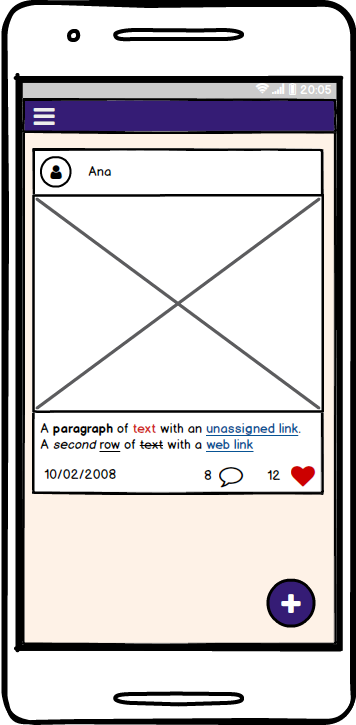 20:05
Ana
A paragraph of text with an unassigned link.
A second row of text with a web link
10/02/2008 8 12